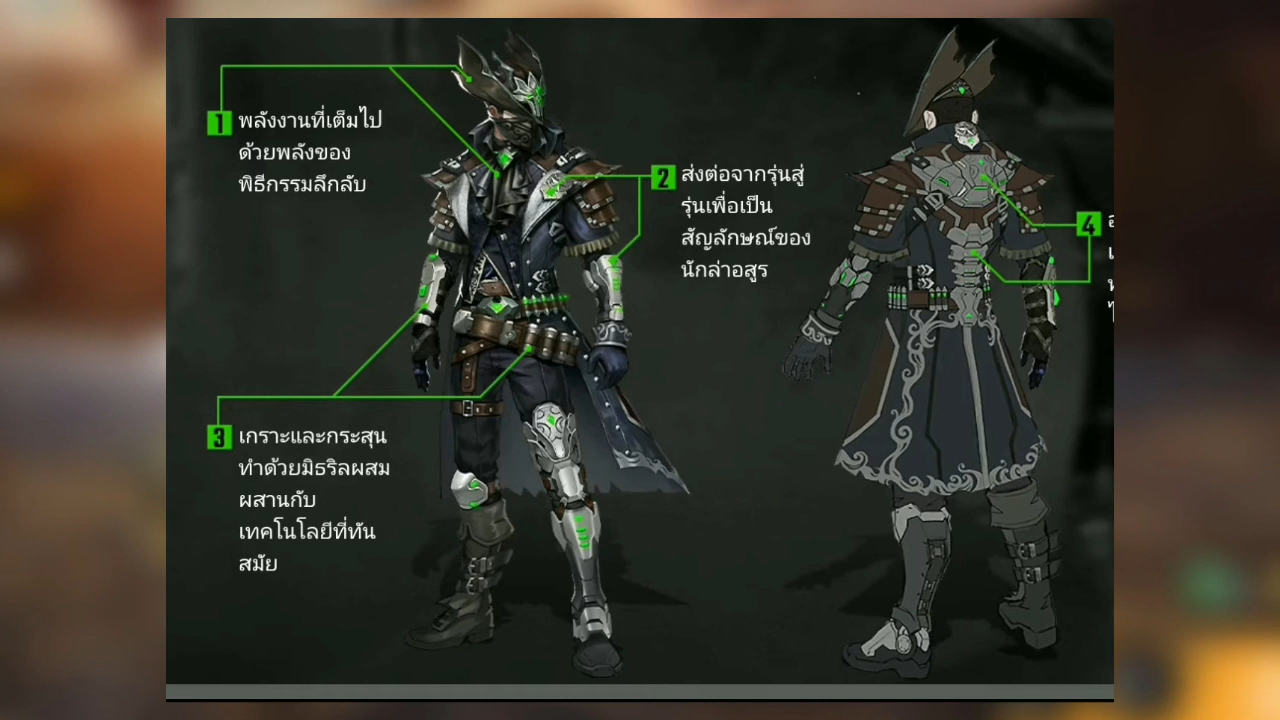 1 พลังงานที่เต็มไป
ด้วยพลังของ
พิธีกรรมลึกลับ
2 ส่งต่อจากรุ่นสู่
รุ่นเพื่อเป็น
สัญลักษณ์ของ
นักล่าอสูร
3 เกราะและกระสุน
ทำด้วยมิธริลผสม
ผสานกับ
เทคโนโลยีที่ทัน
สมัย
4